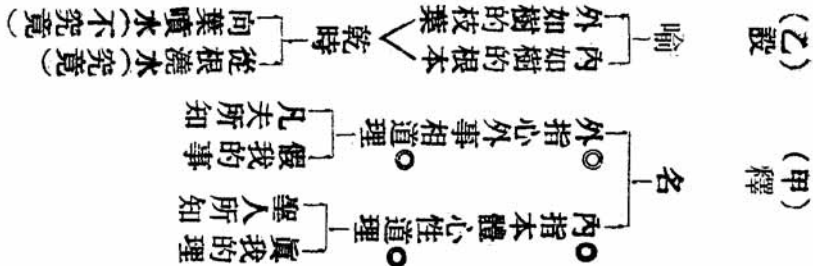 （甲）釋名
內指本體心性道理
真我的理
聖人所知
外指心外事相道理
假我的事
凡夫所知
（乙）設喻
內如樹的根本
外如樹的枝葉
乾時
從根澆水（究竟）
向葉噴水（不究竟）